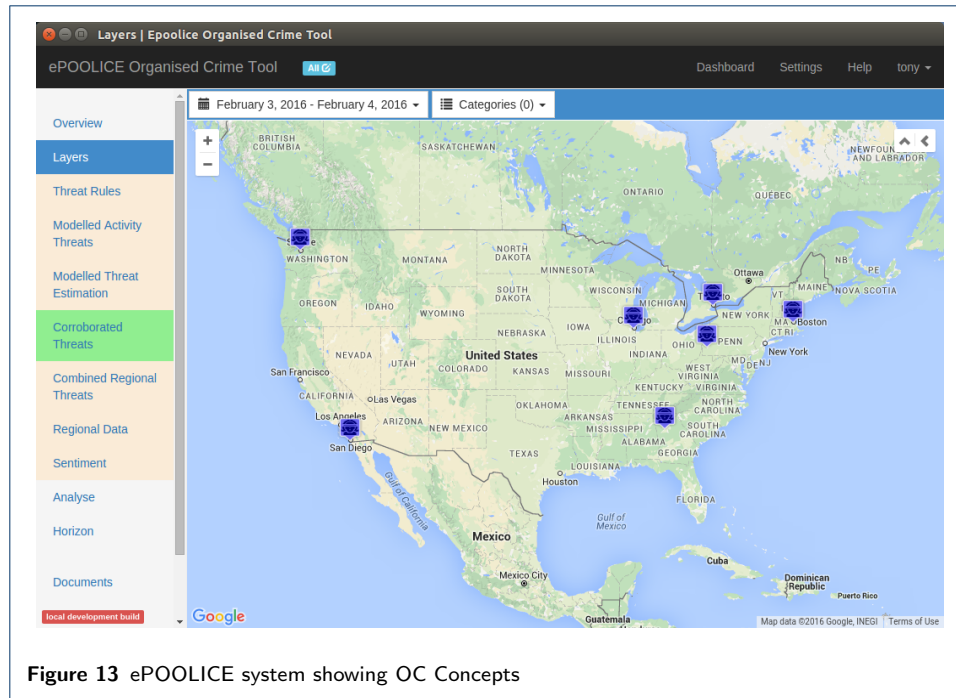 Layers | Epoolice Organised Crime Tool
ePOOLICE Organised Crime Tool
All
Dashboard
Settings
Help
tony
Overview
Layers
Threat Rules
Modelled Activity
Threats
Modelled Threat
Estimation
Corroborated
Threats
Combined Regional
Threats
Regional Data
Sentiment
Analyse
Horizon
Documents
local development build
February 3, 2016 - February 4, 2016
Categories (0)
+
−
BRITISH
COLUMBIA
SASKATCHEWAN
ONTARIO
QUÉBEC
AND LABRADOR
NB
PE
NOVA SCOTIA
MAINE
Ottawa
VT
WASHINGTON
MONTANA
NORTH
DAKOTA
MINNESOTA
SOUTH
DAKOTA
WISCONSIN
MICHIGAN
NEW YORK
MA
Boston
CT
RI
OREGON
IDAHO
WYOMING
IOWA
NEBRASKA
ILLINOIS
INDIANA
OHIO
PENN
New York
MD
DE
NJ
NEVADA
UTAH
COLORADO
United States
KANSAS
MISSOURI
WEST
VIRGINIA
KENTUCKY
VIRGINIA
San Francisco
CALIFORNIA
Las Vegas
Los Angeles
ARIZONA
NEW MEXICO
OKLAHOMA
ARKANSAS
TENNESSEE
NORTH
CAROLINA
MISSISSIPPI
SOUTH
CAROLINA
ALABAMA
GEORGIA
San Diego
TEXAS
LOUISIANA
Houston
FLORIDA
Gulf of California
Gulf of
Mexico
Mexico
Mexico City
Cuba
Dominican
Republic
Puerto Rico
Guatemala
Google
Map data ©2016 Google, INEGI
Terms of Use
Figure 13 ePOOLICE system showing OC Concepts